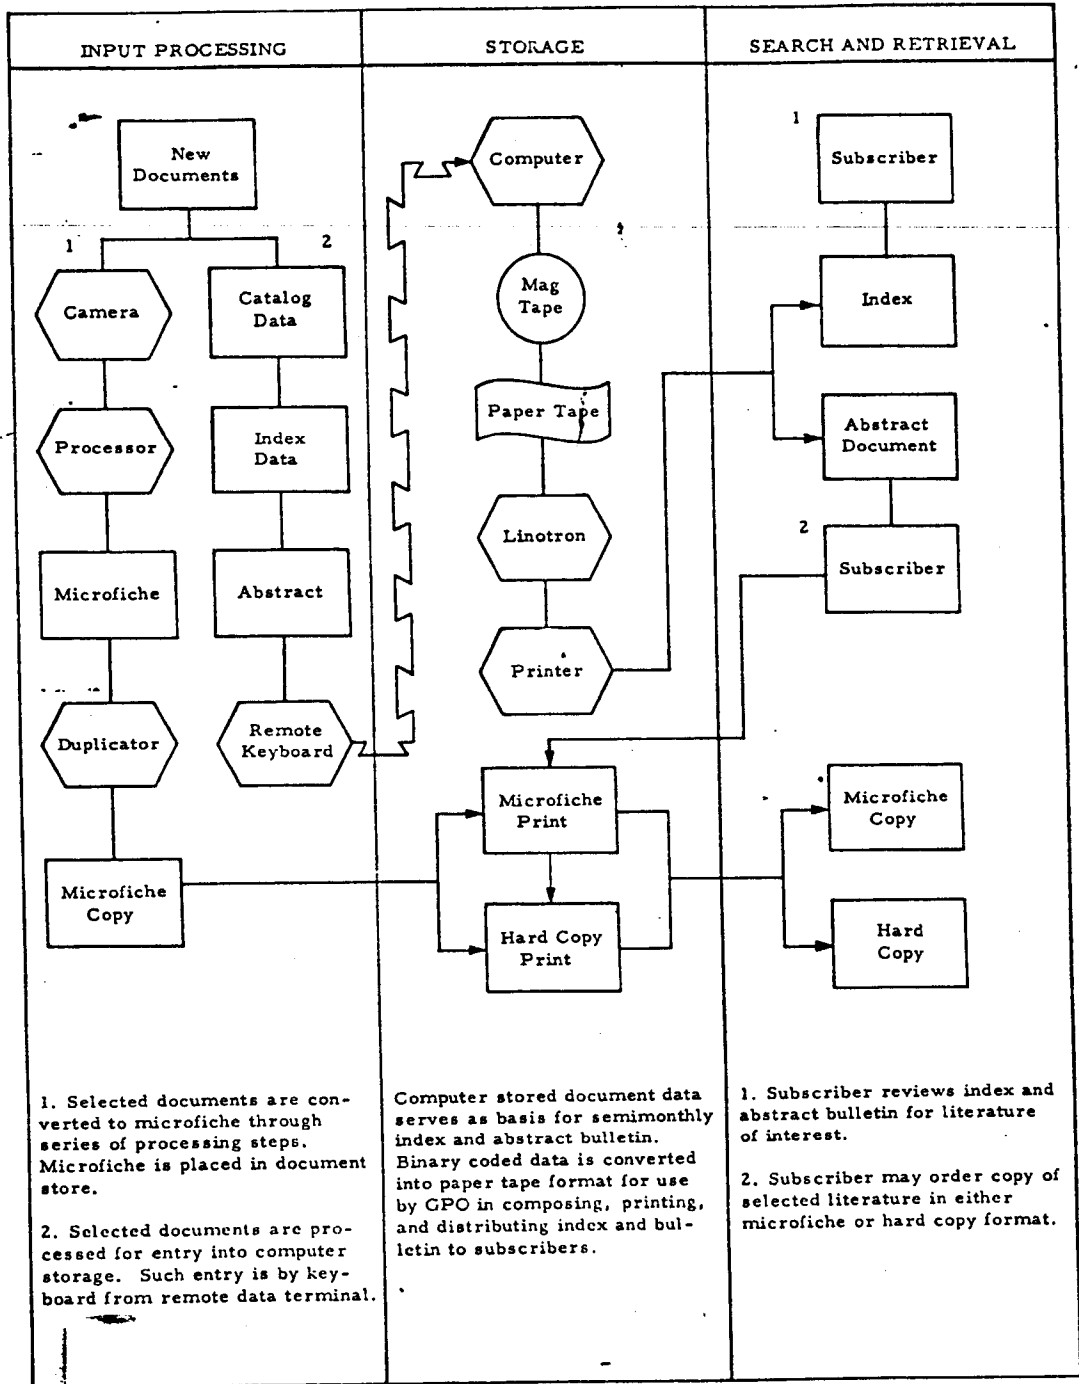 INPUT PROCESSING
STORAGE
SEARCH AND RETRIEVAL
New
Documents
1
2
Camera
Catalog
Data
Processor
Index
Data
Microfiche
Abstract
Duplicator
Remote
Keyboard
Microfiche
Copy
Computer
Mag
Tape
Paper Tape
Linotron
Printer
Microfiche
Print
Hard Copy
Print
1
Subscriber
Index
Abstract
Document
2
Subscriber
Microfiche
Copy
Hard
Copy
1. Selected documents are con-
verted to microfiche through
series of processing steps.
Microfiche is placed in document
store.
2. Selected documents are pro-
cessed for entry into computer
storage. Such entry is by key-
board from remote data terminal.
Computer stored document data
serves as basis for semimonthly
index and abstract bulletin.
Binary coded data is converted
into paper tape format for use
by GPO in composing, printing,
and distributing index and bul-
letin to subscribers.
1. Subscriber reviews index and
abstract bulletin for literature
of interest.
2. Subscriber may order copy of
selected literature in either
microfiche or hard copy format.